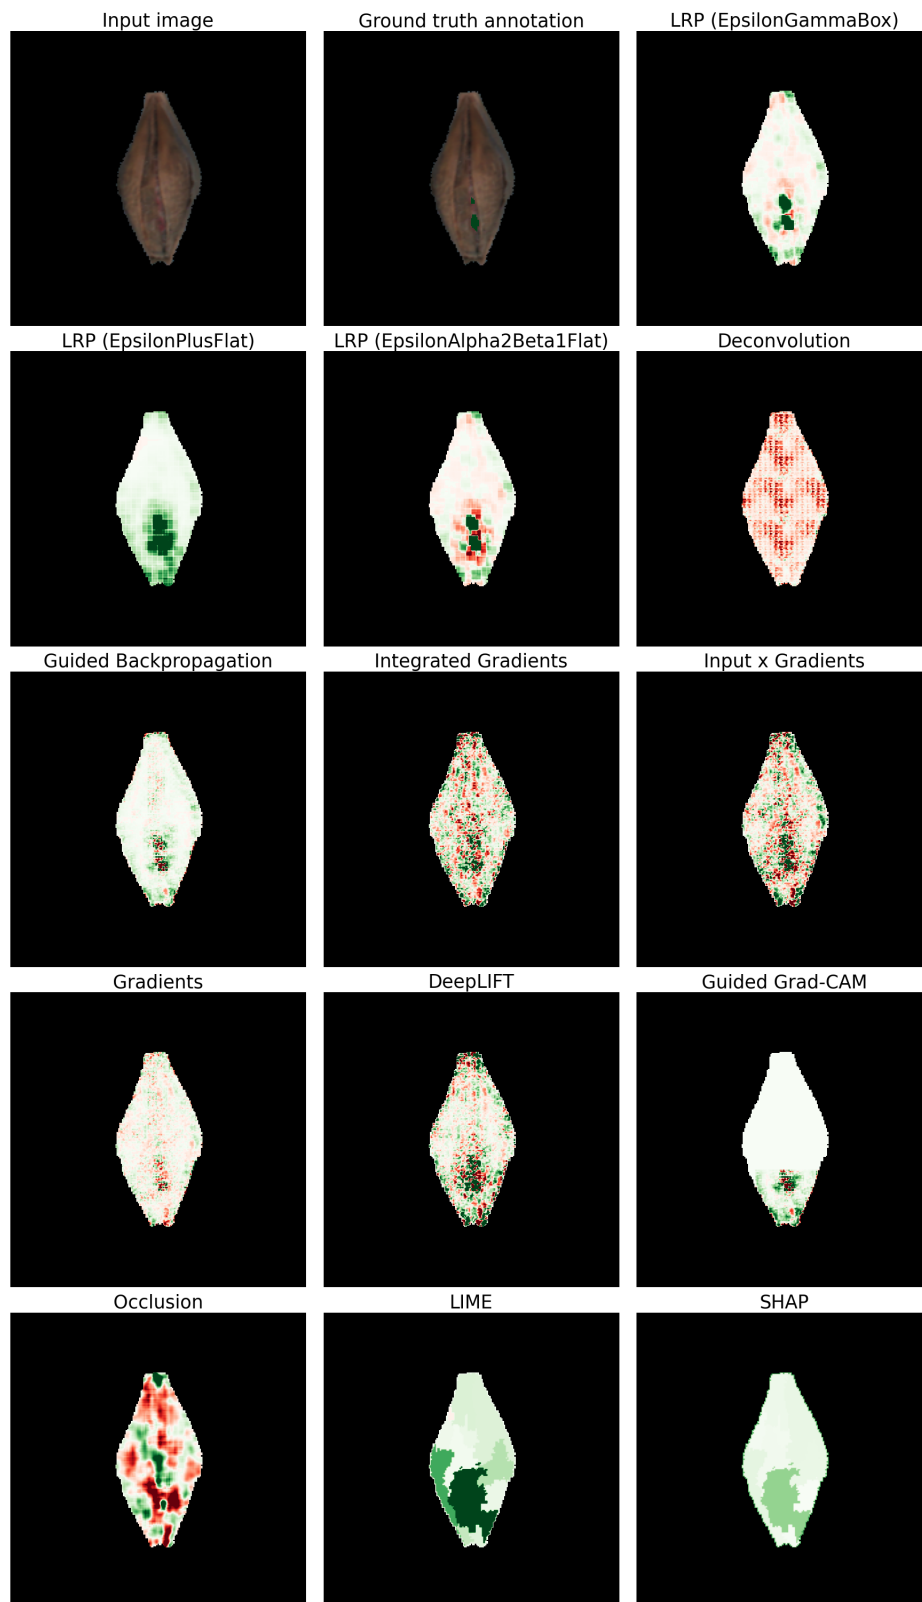 Input image
Ground truth annotation
LRP (EpsilonGammaBox)
LRP (EpsilonPlusFlat)
LRP (EpsilonAlpha2Beta1Flat)
Deconvolution
Guided Backpropagation
Integrated Gradients
Input x Gradients
Gradients
DeepLIFT
Guided Grad-CAM
Occlusion
LIME
SHAP